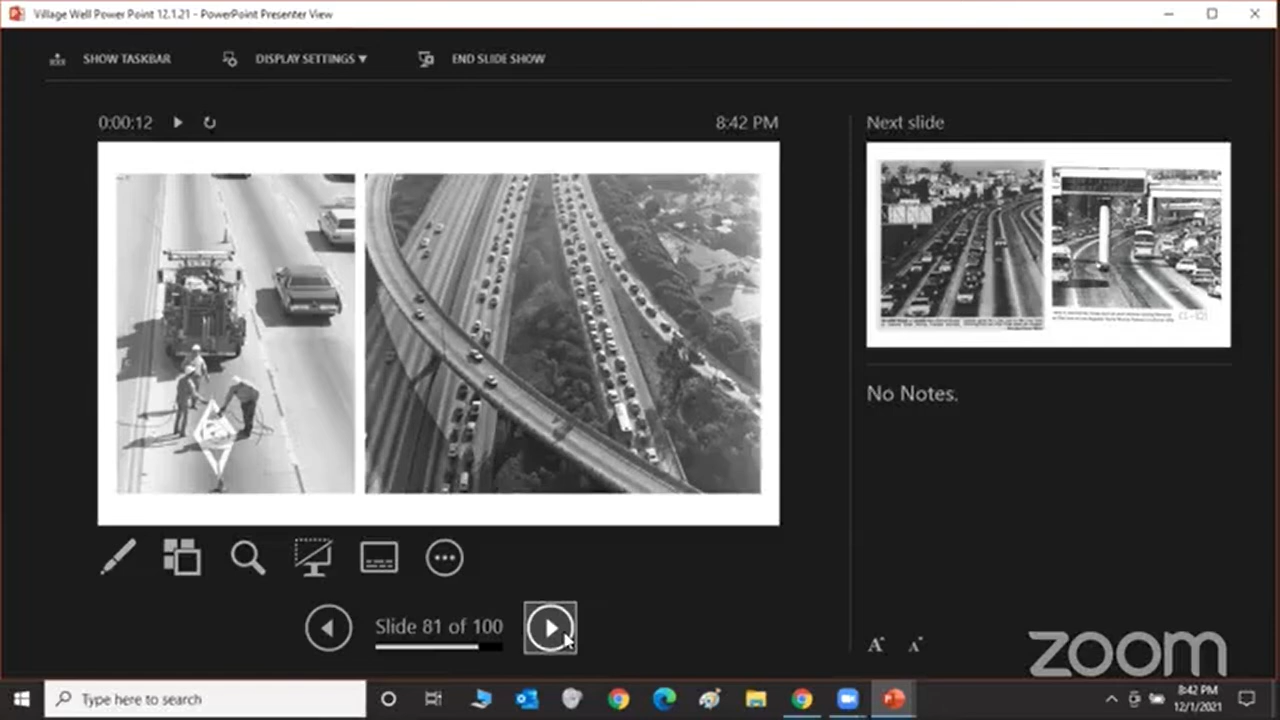 Village Well Power Point 12.1.21 - PowerPoint Presenter View
SHOW TASKBAR
DISPLAY SETTINGS ▼
END SLIDE SHOW
0:00:12
8:42 PM
Next slide
No Notes.
Slide 81 of 100
A A
zoom
Type here to search
8:42 PM
12/1/2021